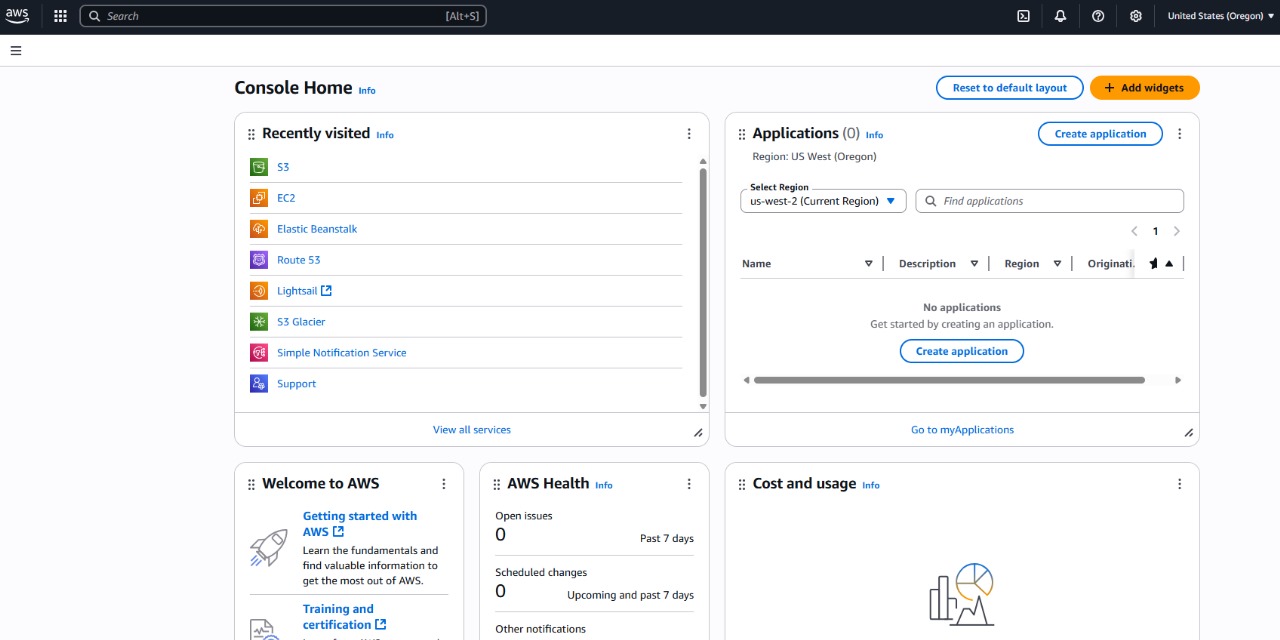 aws
Search
[Alt+S]
United States (Oregon)
Console Home Info
Reset to default layout
+ Add widgets
Recently visited Info
S3
EC2
Elastic Beanstalk
Route 53
Lightsail
S3 Glacier
Simple Notification Service
Support
View all services
Applications (0) Info
Create application
Region: US West (Oregon)
Select Region
us-west-2 (Current Region)
Find applications
1
Name
Description
Region
Originati.
No applications
Get started by creating an application.
Create application
Go to myApplications
Welcome to AWS
Getting started with
AWS
Learn the fundamentals and
find valuable information to
get the most out of AWS.
Training and
certification
AWS Health Info
Open issues
0
Past 7 days
Scheduled changes
0
Upcoming and past 7 days
Other notifications
Cost and usage Info